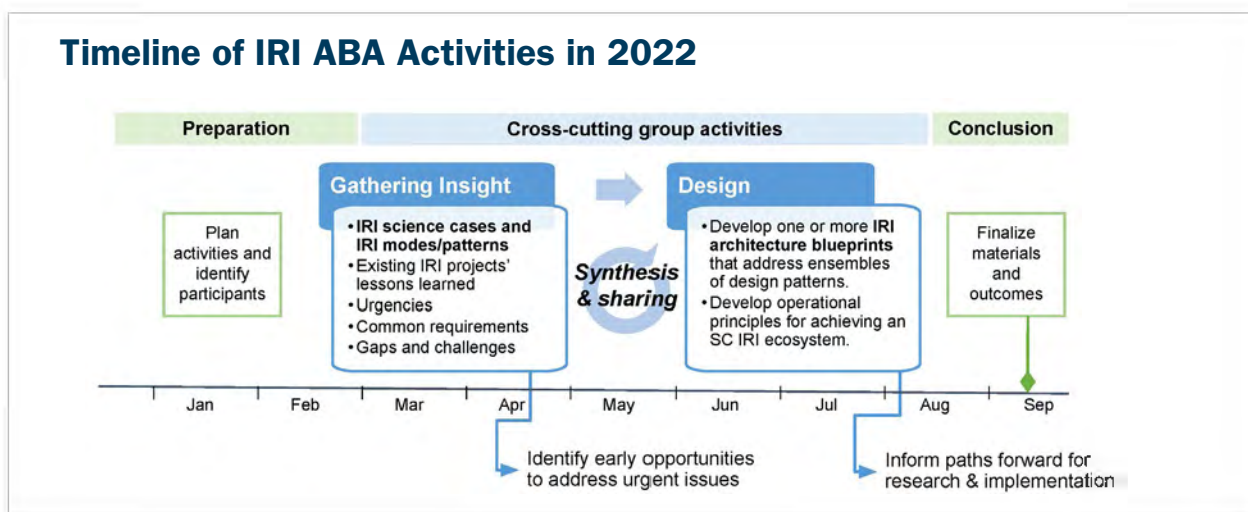 Timeline of IRI ABA Activities in 2022
Preparation
Cross-cutting group activities
Conclusion
Plan
activities and
identify
participants
Gathering Insight
• IRI science cases and
IRI modes/patterns
• Existing IRI projects'
lessons learned
• Urgencies
• Common requirements
• Gaps and challenges
Synthesis
& sharing
Design
• Develop one or more IRI
architecture blueprints
that address ensembles
of design patterns.
• Develop operational
principles for achieving an
SC IRI ecosystem.
Finalize
materials
and
outcomes
Jan
Feb
Mar
Apr
May
Jun
Jul
Aug
Sep
Identify early opportunities
to address urgent issues
Inform paths forward for
research & implementation